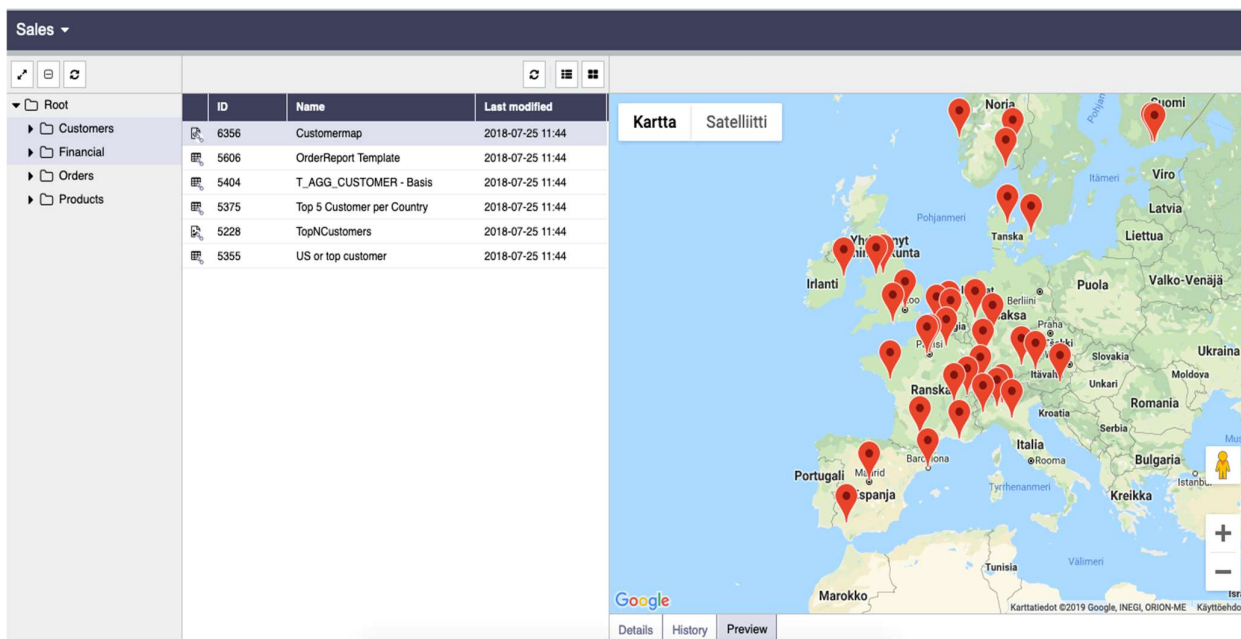 Sales
Root
Customers
Financial
Orders
Products
ID Name Last modified
6356 Customermap 2018-07-25 11:44
5606 OrderReport Template 2018-07-25 11:44
5404 T_AGG_CUSTOMER - Basis 2018-07-25 11:44
5375 Top 5 Customer per Country 2018-07-25 11:44
5228 TopNCustomers 2018-07-25 11:44
5355 US or top customer 2018-07-25 11:44
Kartta Satelliitti
Norja
Suomi
Itämeri
Viro
Latvia
Pohjanmeri
Tanska
Liettua
Irlanti
Berliini
Puola
Valko-Venäjä
Praha
Slovakia
Ukraina
Unkari
Moldova
Ranska
Romania
Kroatia
Serbia
Italia
Rooma
Bulgaria
Portugali
Madrid
Espanja
Tyrrhenanmeri
Kreikka
Välimeri
Tunisia
Marokko
Google
Karttatiedot ©2019 Google, INEGI, ORION-ME
Details History Preview